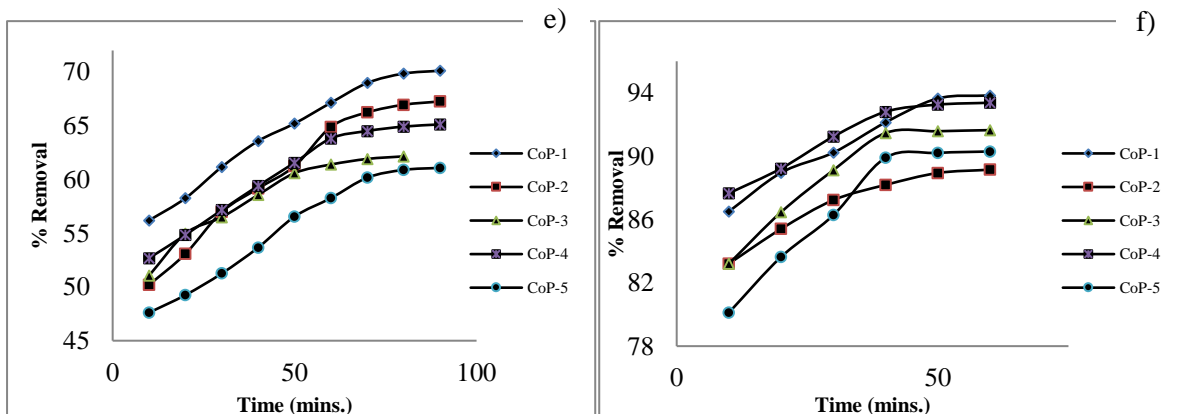 e)
% Removal
70
65
60
55
50
45
0
50
100
Time (mins.)
CoP-1
CoP-2
CoP-3
CoP-4
CoP-5
f)
% Removal
94
90
86
82
78
0
50
Time (mins.)
CoP-1
CoP-2
CoP-3
CoP-4
CoP-5